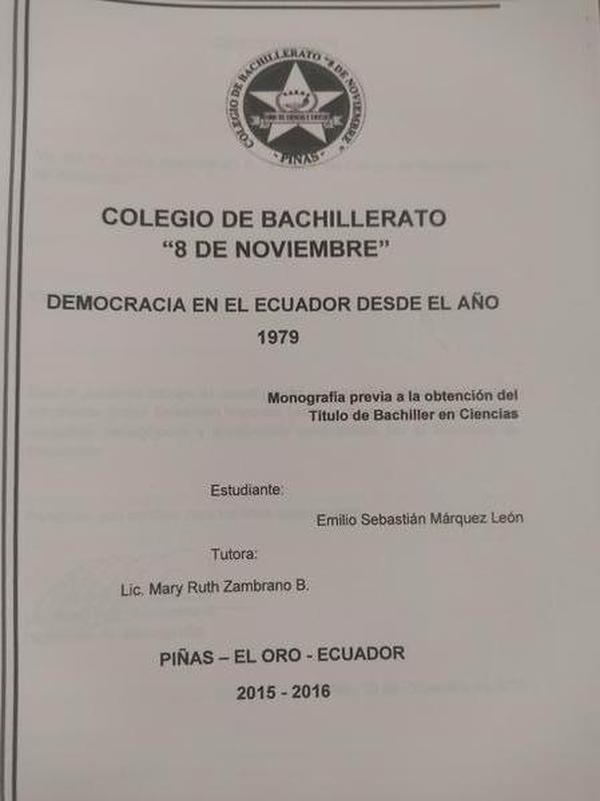 COLEGIO DE BACHILLERATO "8 DE NOVIEMBRE"
- PIÑAS -
COLEGIO DE BACHILLERATO
“8 DE NOVIEMBRE”
DEMOCRACIA EN EL ECUADOR DESDE EL AÑO
1979
Monografía previa a la obtención del
Titulo de Bachiller en Ciencias
Estudiante:
Emilio Sebastián Márquez León
Tutora:
Lic. Mary Ruth Zambrano B.
PIÑAS – EL ORO - ECUADOR
2015 - 2016